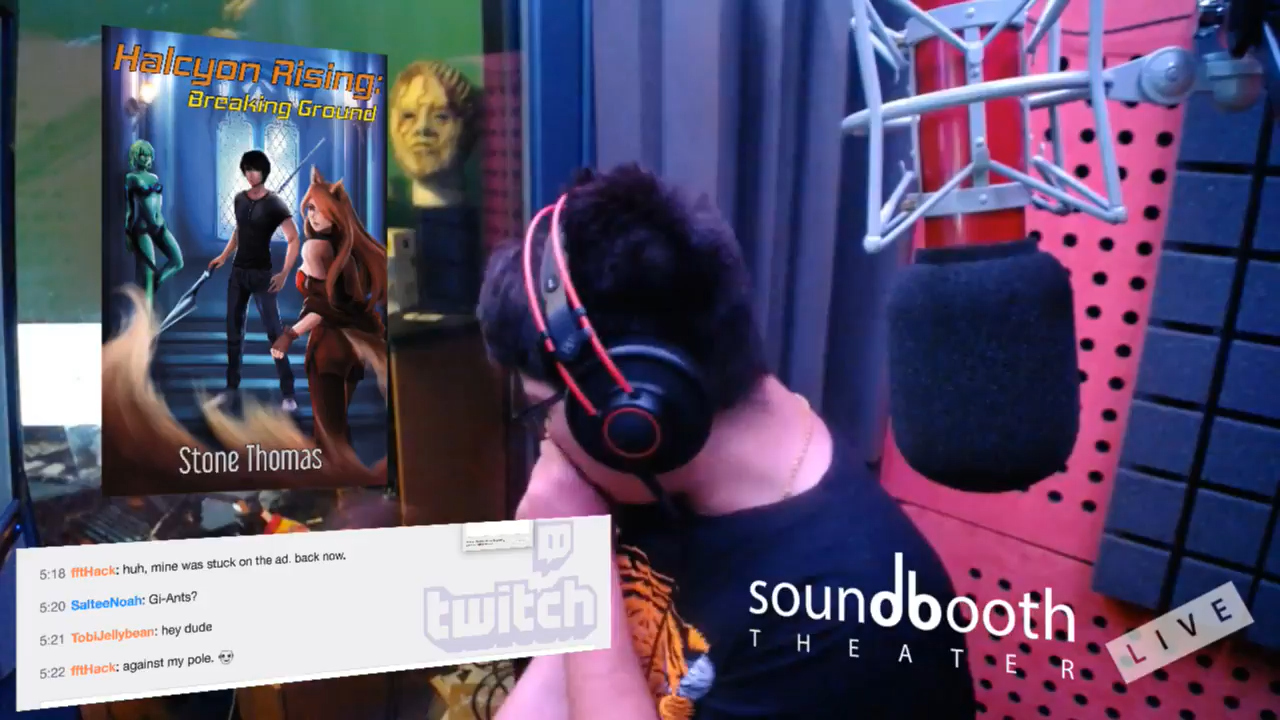 Halcyon Rising:
Breaking Ground
Stone Thomas
5:18 fftHack: huh, mine was stuck on the ad. back now.
5:20 SalteeNoah: Gi-Ants?
5:21 TobiJellybean: hey dude
5:22 fftHack: against my pole.
twitch
soundbooth
THEATER
LIVE